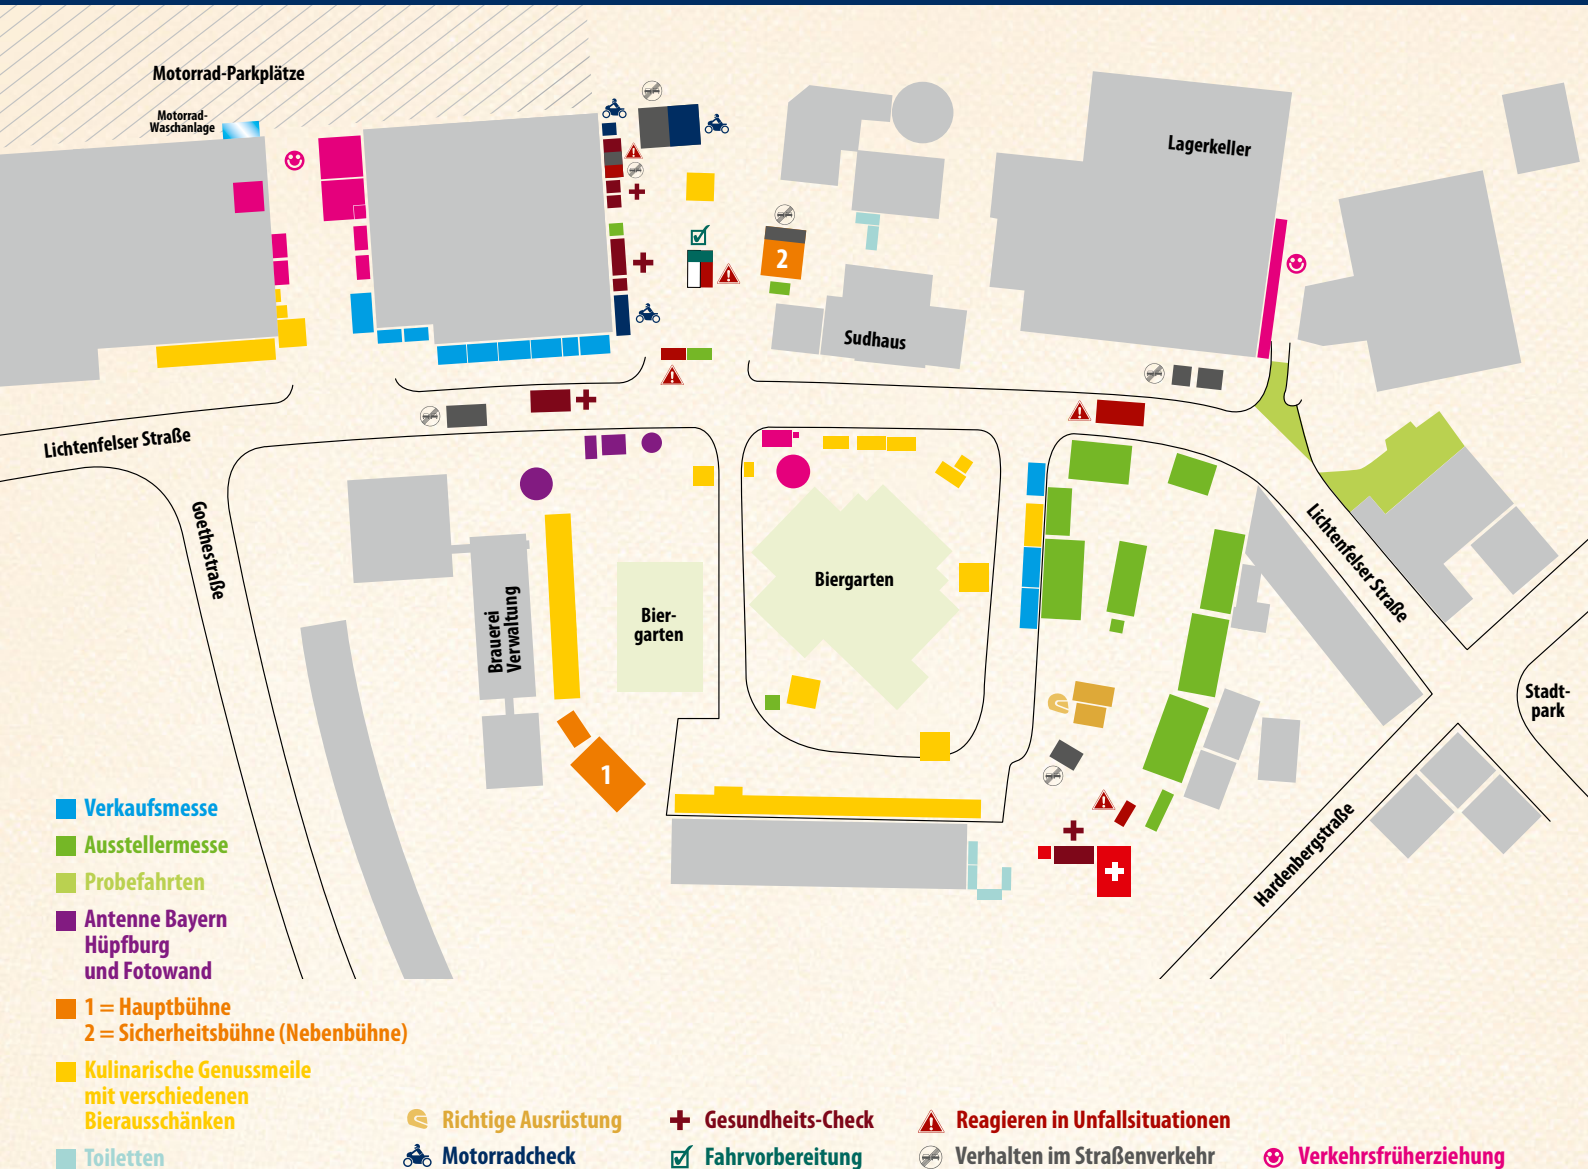 Motorrad-Parkplätze
Motorrad-
Waschanlage
Lagerkeller
2
Sudhaus
Lichtenfelser Straße
Goethestraße
Brauerei
Verwaltung
Bier-
garten
Biergarten
Lichtenfelser Straße
Stadt-
park
1
Hardenbergstraße
Verkaufsmesse
Ausstellermesse
Probefahrten
Antenne Bayern
Hüpfburg
und Fotowand
1 = Hauptbühne
2 = Sicherheitsbühne (Nebenbühne)
Kulinarische Genussmeile
mit verschiedenen
Bierausschänken
Toiletten
Richtige Ausrüstung
Motorradcheck
Gesundheits-Check
Fahrvorbereitung
Reagieren in Unfallsituationen
Verhalten im Straßenverkehr
Verkehrsfrüherziehung